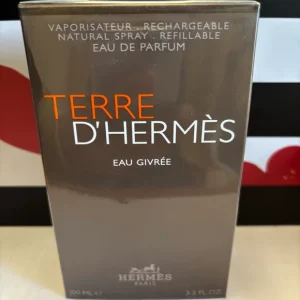 VAPORISATEUR . RECHARGEABLE
NATURAL SPRAY . REFILLABLE
EAU DE PARFUM
TERRE
D'HERMÈS
EAU GIVRÉE
HERMÈS
PARIS
100 ML ℮ 3.3 FL.OZ.